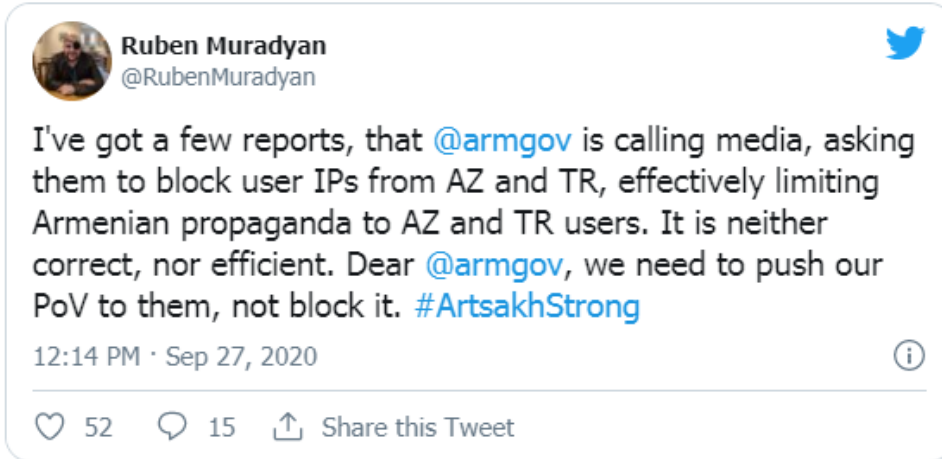 Ruben Muradyan
@RubenMuradyan
I've got a few reports, that @armgov is calling media, asking
them to block user IPs from AZ and TR, effectively limiting
Armenian propaganda to AZ and TR users. It is neither
correct, nor efficient. Dear @armgov, we need to push our
PoV to them, not block it. #ArtsakhStrong
12:14 PM · Sep 27, 2020
52 15 Share this Tweet